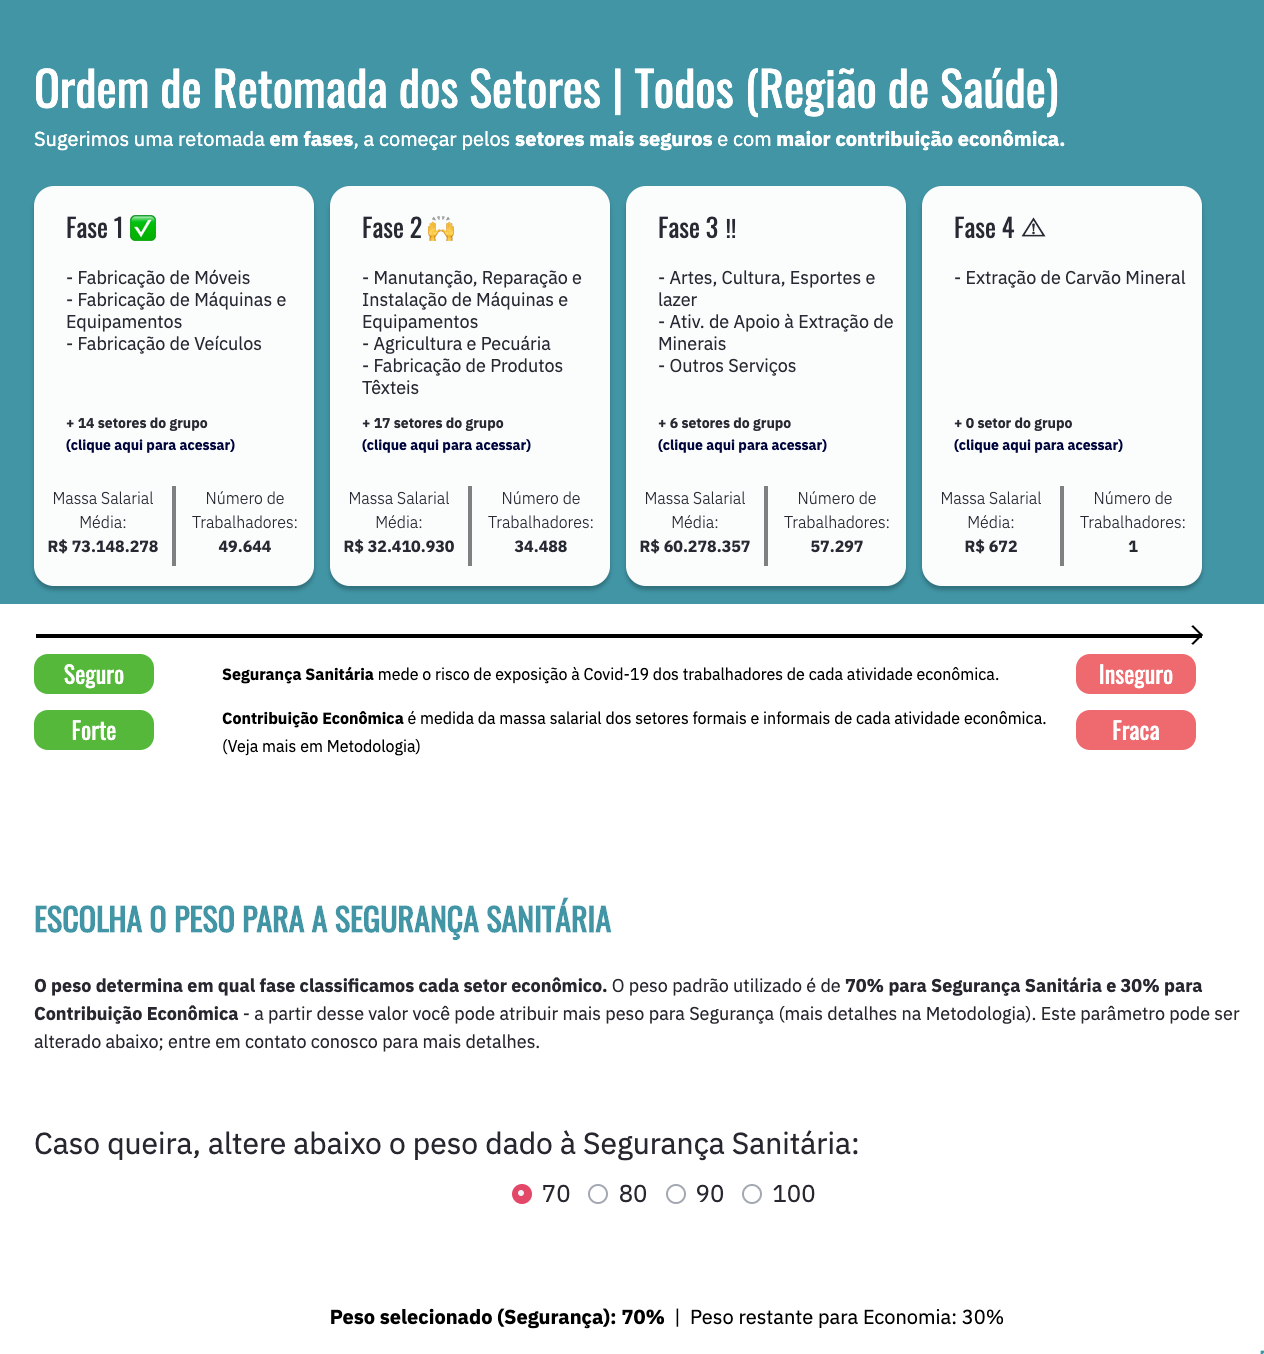 Ordem de Retomada dos Setores | Todos (Região de Saúde)
Sugerimos uma retomada em fases, a começar pelos setores mais seguros e com maior contribuição econômica.
Fase 1 ✅
- Fabricação de Móveis
- Fabricação de Máquinas e
Equipamentos
- Fabricação de Veículos
+ 14 setores do grupo
(clique aqui para acessar)
Massa Salarial
Média:
R$ 73.148.278
Número de
Trabalhadores:
49.644
Fase 2 🙌
- Manutanção, Reparação e
Instalação de Máquinas e
Equipamentos
- Agricultura e Pecuária
- Fabricação de Produtos
Têxteis
+ 17 setores do grupo
(clique aqui para acessar)
Massa Salarial
Média:
R$ 32.410.930
Número de
Trabalhadores:
34.488
Fase 3 ‼
- Artes, Cultura, Esportes e
lazer
- Ativ. de Apoio à Extração de
Minerais
- Outros Serviços
+ 6 setores do grupo
(clique aqui para acessar)
Massa Salarial
Média:
R$ 60.278.357
Número de
Trabalhadores:
57.297
Fase 4 ⚠
- Extração de Carvão Mineral
+ 0 setor do grupo
(clique aqui para acessar)
Massa Salarial
Média:
R$ 672
Número de
Trabalhadores:
1
Seguro
Segurança Sanitária mede o risco de exposição à Covid-19 dos trabalhadores de cada atividade econômica.
Inseguro
Forte
Contribuição Econômica é medida da massa salarial dos setores formais e informais de cada atividade econômica.
(Veja mais em Metodologia)
Fraca
ESCOLHA O PESO PARA A SEGURANÇA SANITÁRIA
O peso determina em qual fase classificamos cada setor econômico. O peso padrão utilizado é de 70% para Segurança Sanitária e 30% para
Contribuição Econômica - a partir desse valor você pode atribuir mais peso para Segurança (mais detalhes na Metodologia). Este parâmetro pode ser
alterado abaixo; entre em contato conosco para mais detalhes.
Caso queira, altere abaixo o peso dado à Segurança Sanitária:
70 80 90 100
Peso selecionado (Segurança): 70% | Peso restante para Economia: 30%